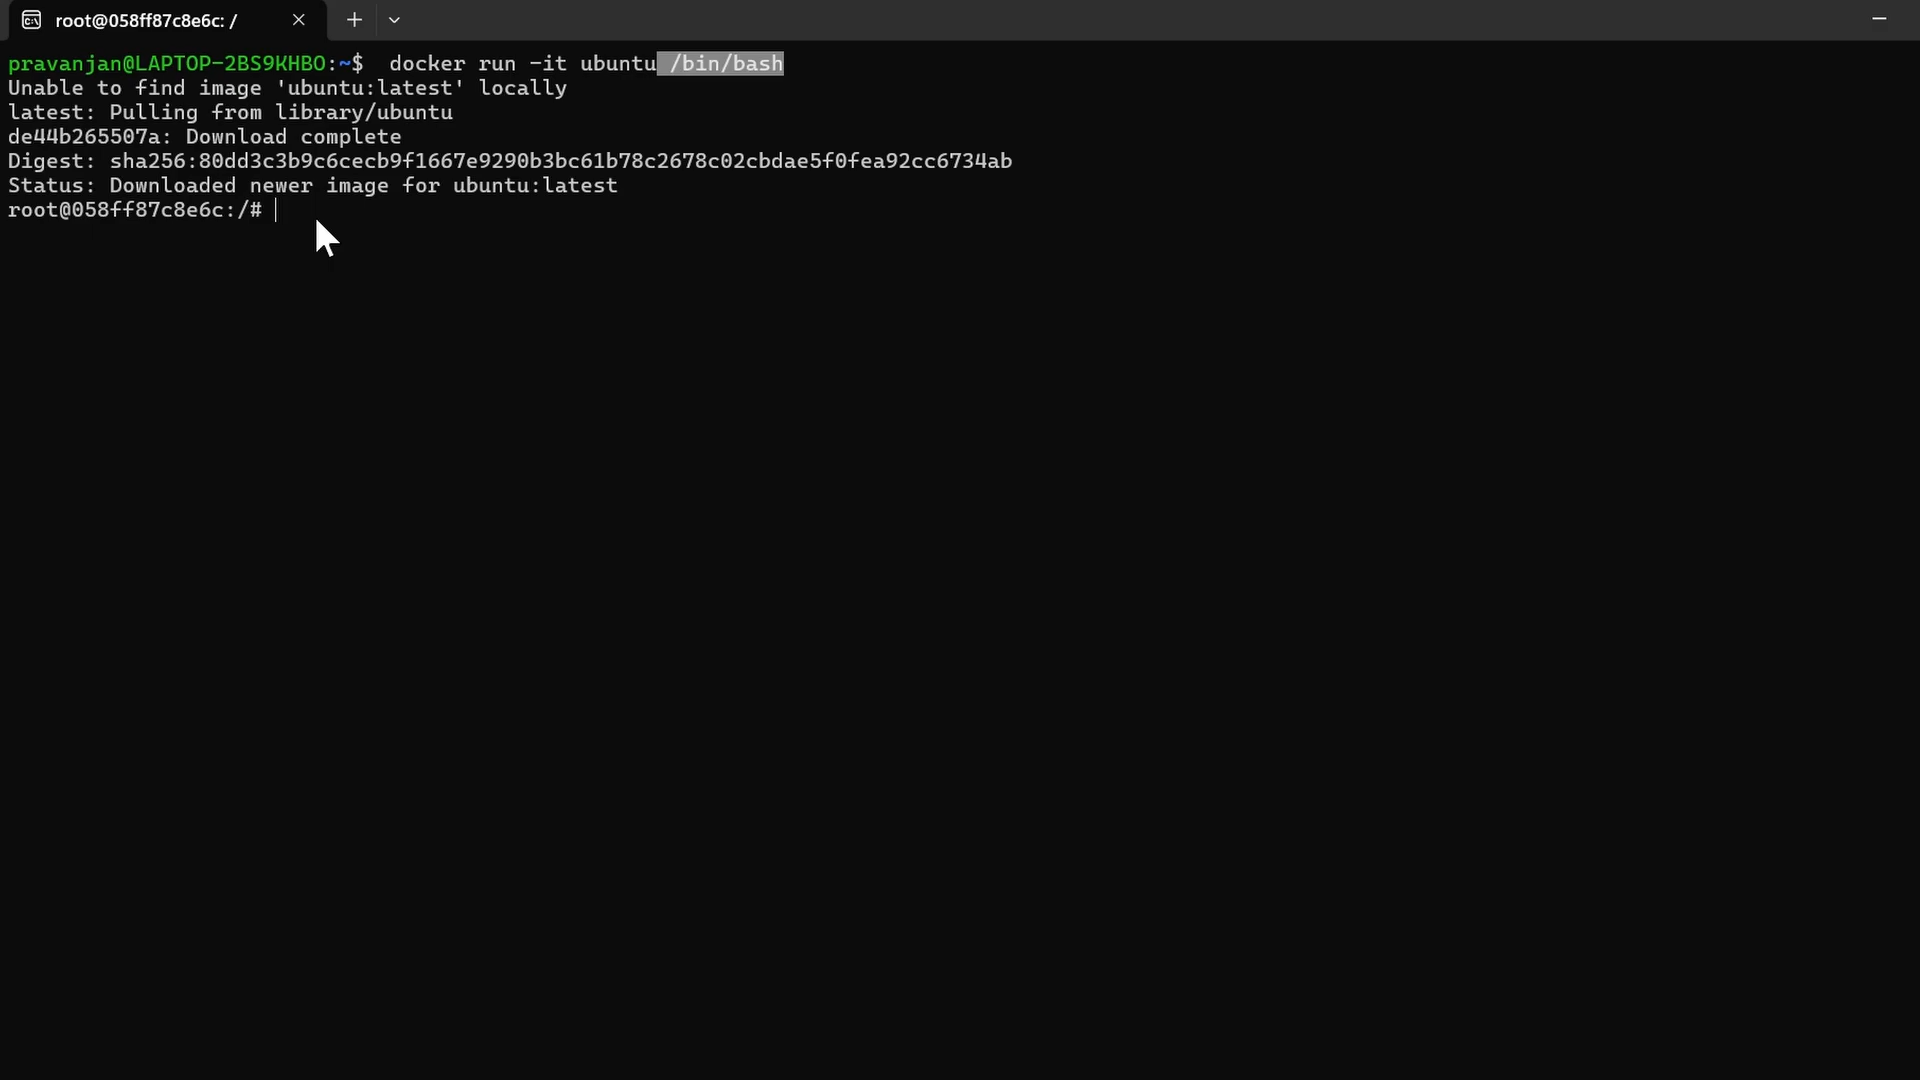 root@058ff87c8e6c: /
pravanjan@LAPTOP-2BS9KHBO:~$  docker run -it ubuntu /bin/bash
Unable to find image 'ubuntu:latest' locally
latest: Pulling from library/ubuntu
de44b265507a: Download complete
Digest: sha256:80dd3c3b9c6cecb9f1667e9290b3bc61b78c2678c02cbdae5f0fea92cc6734ab
Status: Downloaded newer image for ubuntu:latest
root@058ff87c8e6c:/#